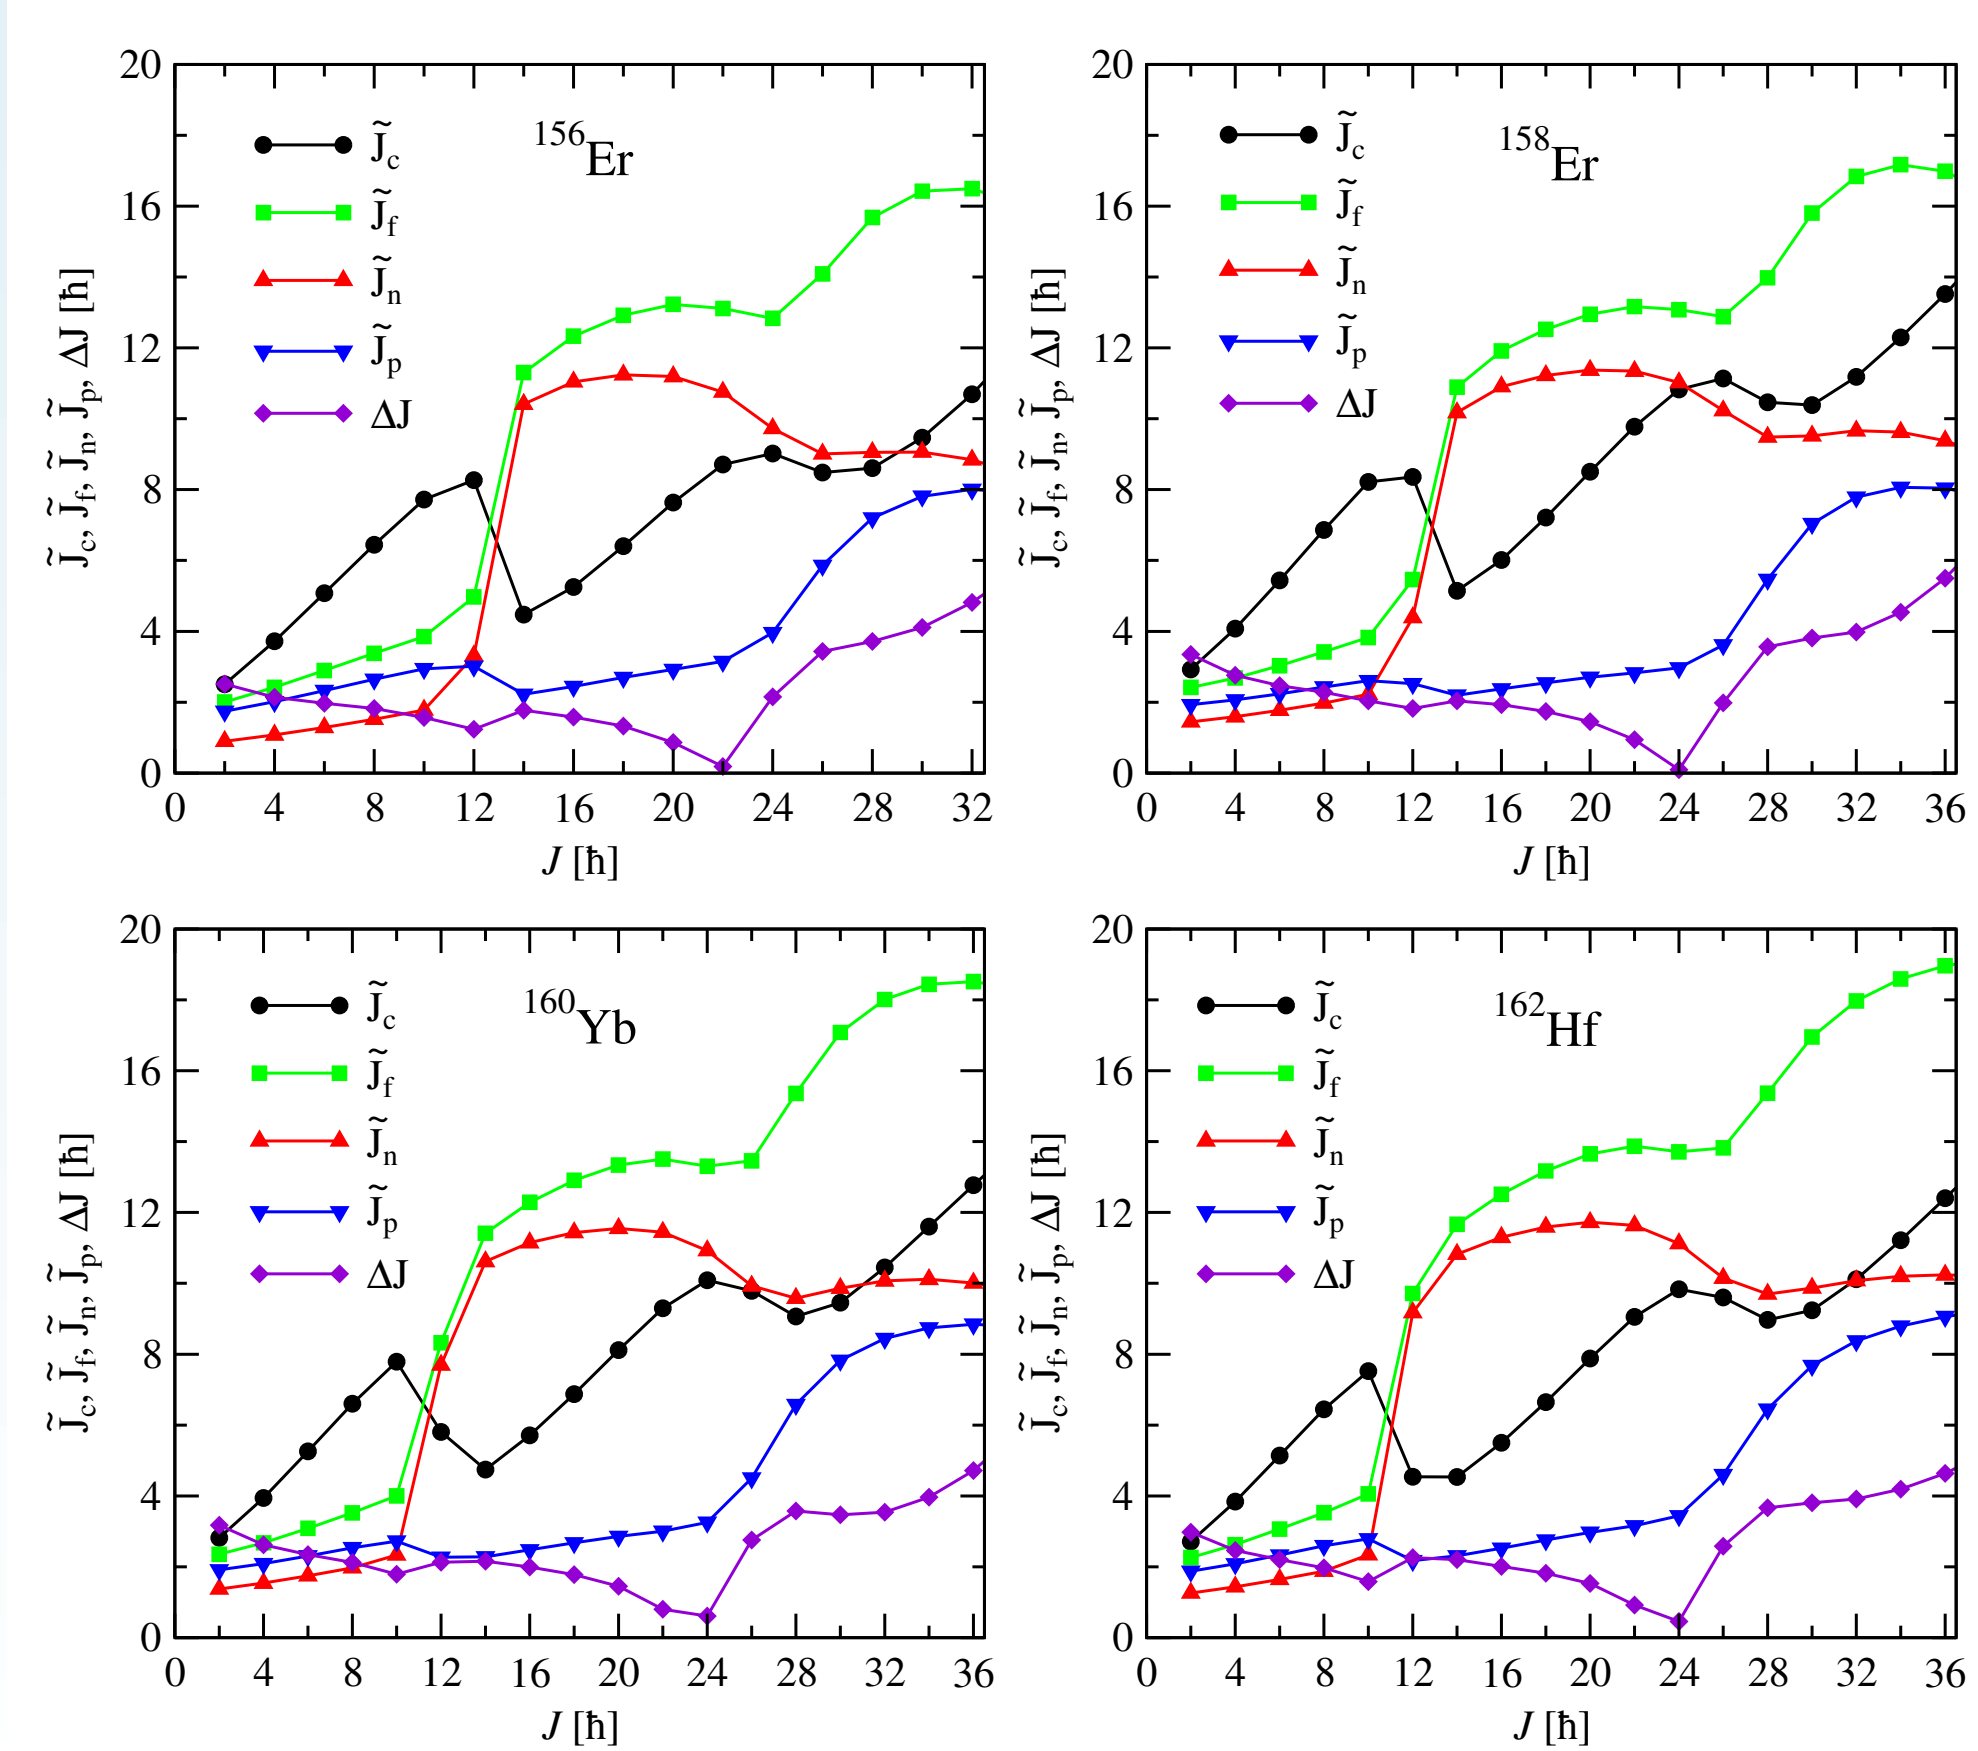 20
16
12
8
4
0
0 4 8 12 16 20 24 28 32
J̃c, J̃f, J̃n, J̃p, ΔJ [ħ]
J [ħ]
¹⁵⁶Er
J̃c
J̃f
J̃n
J̃p
ΔJ
20
16
12
8
4
0
0 4 8 12 16 20 24 28 32 36
J̃c, J̃f, J̃n, J̃p, ΔJ [ħ]
J [ħ]
¹⁵⁸Er
J̃c
J̃f
J̃n
J̃p
ΔJ
20
16
12
8
4
0
0 4 8 12 16 20 24 28 32 36
J̃c, J̃f, J̃n, J̃p, ΔJ [ħ]
J [ħ]
¹⁶⁰Yb
J̃c
J̃f
J̃n
J̃p
ΔJ
20
16
12
8
4
0
0 4 8 12 16 20 24 28 32 36
J̃c, J̃f, J̃n, J̃p, ΔJ [ħ]
J [ħ]
¹⁶²Hf
J̃c
J̃f
J̃n
J̃p
ΔJ